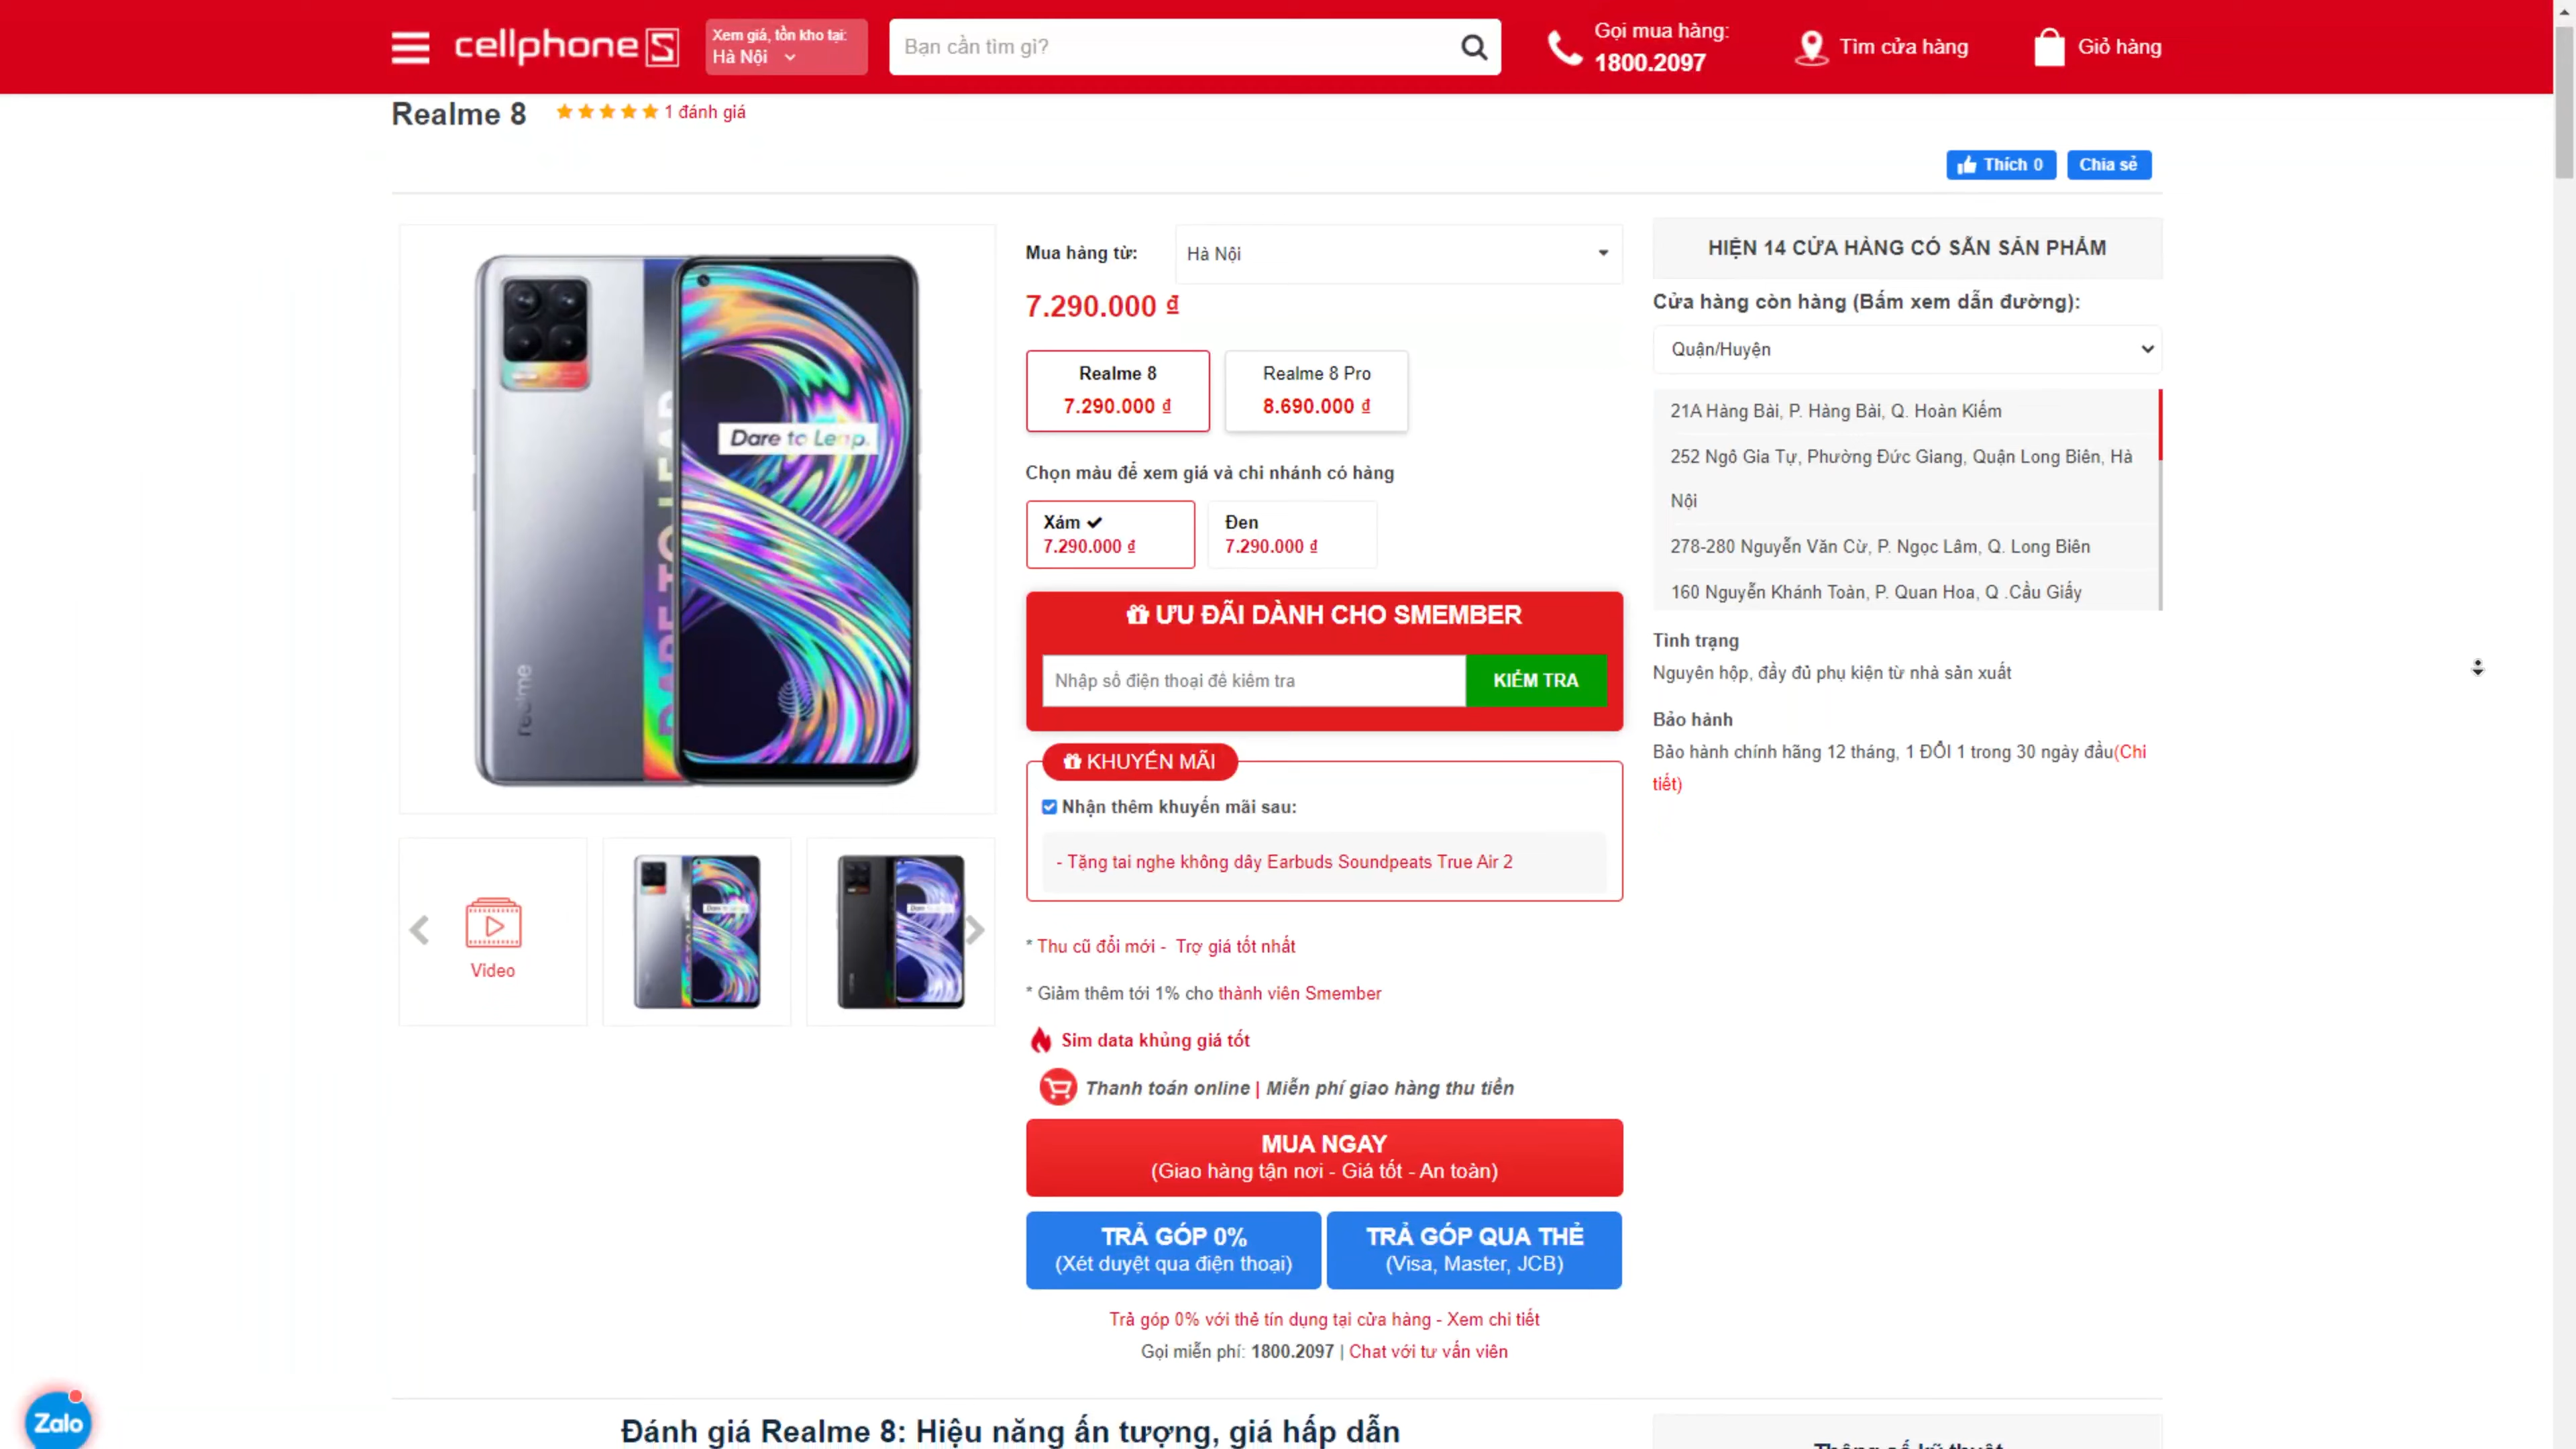 cellphoneS
Xem giá, tồn kho tại:
Hà Nội
Bạn cần tìm gì?
Gọi mua hàng:
1800.2097
Tìm cửa hàng
Giỏ hàng
Realme 8
1 đánh giá
Thích 0
Chia sẻ
Dare to Leap.
realme
DARE TO LEAP
Video
Mua hàng từ:
Hà Nội
7.290.000 đ
Realme 8
7.290.000 đ
Realme 8 Pro
8.690.000 đ
Chọn màu để xem giá và chi nhánh có hàng
Xám
7.290.000 đ
Đen
7.290.000 đ
ƯU ĐÃI DÀNH CHO SMEMBER
Nhập số điện thoại để kiểm tra
KIỂM TRA
KHUYẾN MÃI
Nhận thêm khuyến mãi sau:
- Tặng tai nghe không dây Earbuds Soundpeats True Air 2
* Thu cũ đổi mới - Trợ giá tốt nhất
* Giảm thêm tới 1% cho thành viên Smember
Sim data khủng giá tốt
Thanh toán online | Miễn phí giao hàng thu tiền
MUA NGAY
(Giao hàng tận nơi - Giá tốt - An toàn)
TRẢ GÓP 0%
(Xét duyệt qua điện thoại)
TRẢ GÓP QUA THẺ
(Visa, Master, JCB)
Trả góp 0% với thẻ tín dụng tại cửa hàng - Xem chi tiết
Gọi miễn phí: 1800.2097 | Chat với tư vấn viên
HIỆN 14 CỬA HÀNG CÓ SẴN SẢN PHẨM
Cửa hàng còn hàng (Bấm xem dẫn đường):
Quận/Huyện
21A Hàng Bài, P. Hàng Bài, Q. Hoàn Kiếm
252 Ngô Gia Tự, Phường Đức Giang, Quận Long Biên, Hà
Nội
278-280 Nguyễn Văn Cừ, P. Ngọc Lâm, Q. Long Biên
160 Nguyễn Khánh Toàn, P. Quan Hoa, Q .Cầu Giấy
Tình trạng
Nguyên hộp, đầy đủ phụ kiện từ nhà sản xuất
Bảo hành
Bảo hành chính hãng 12 tháng, 1 ĐỔI 1 trong 30 ngày đầu(Chi
tiết)
Zalo
Đánh giá Realme 8: Hiệu năng ấn tượng, giá hấp dẫn
Thông số kỹ thuật